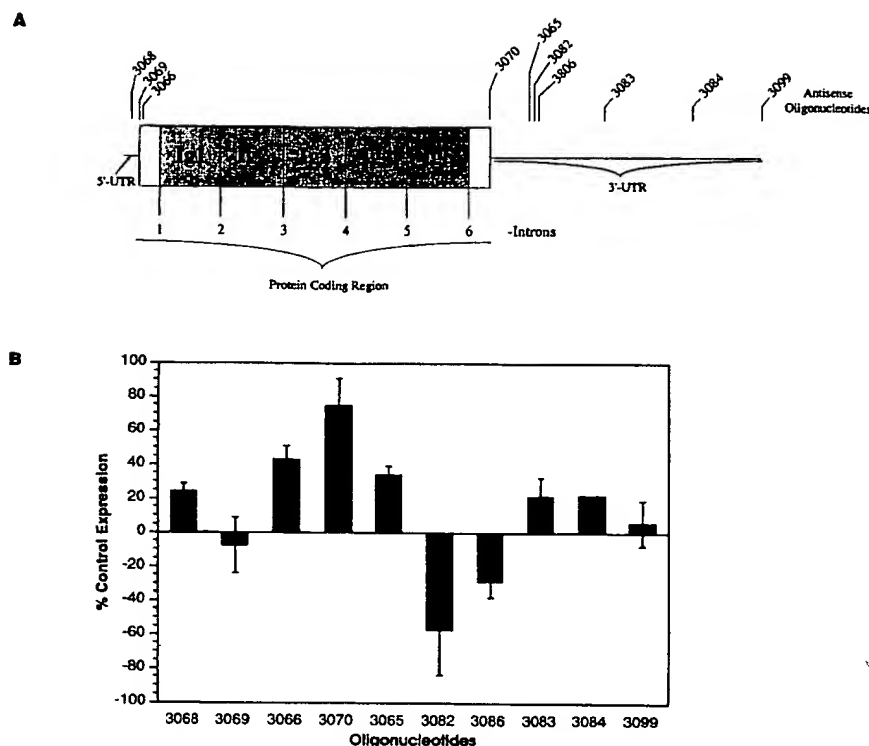 A
3068
3069
3066
3070
3065
3082
3806
3083
3084
3099
Antisense
Oligonucleotides
5'-UTR
3'-UTR
1 2 3 4 5 6 -Introns
Protein Coding Region
B
% Control Expression
100
80
60
40
20
0
-20
-40
-60
-80
-100
3068 3069 3066 3070 3065 3082 3086 3083 3084 3099
Oligonucleotides